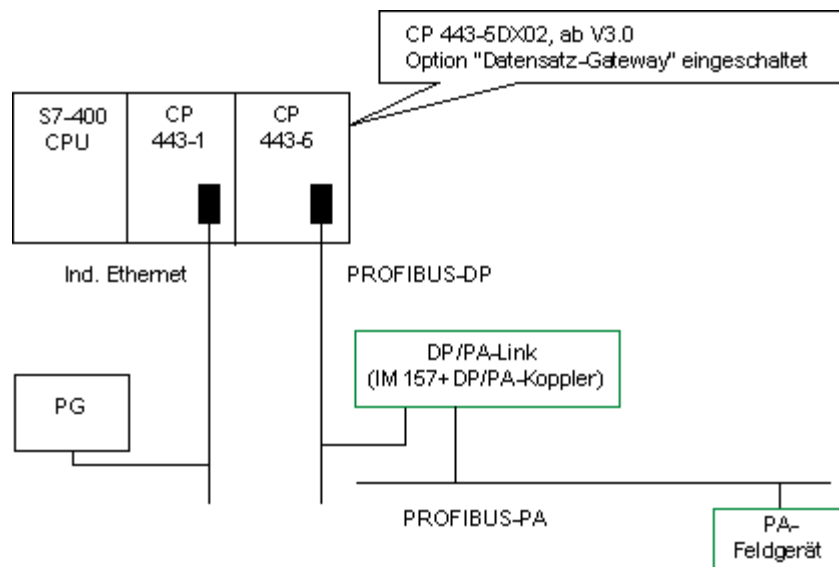 CP 443-5DX02, ab V3.0
Option "Datensatz-Gateway" eingeschaltet
S7-400
CPU
CP
443-1
CP
443-5
Ind. Ethernet
PROFIBUS-DP
DP/PA-Link
(IM 157+ DP/PA-Koppler)
PG
PROFIBUS-PA
PA-
Feldgerät